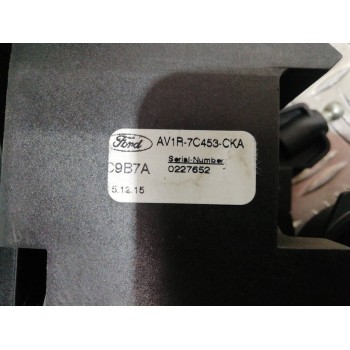 Ford AV1R-7C453-CKA
Serial-Number
C9B7A 0227652
5.12.15